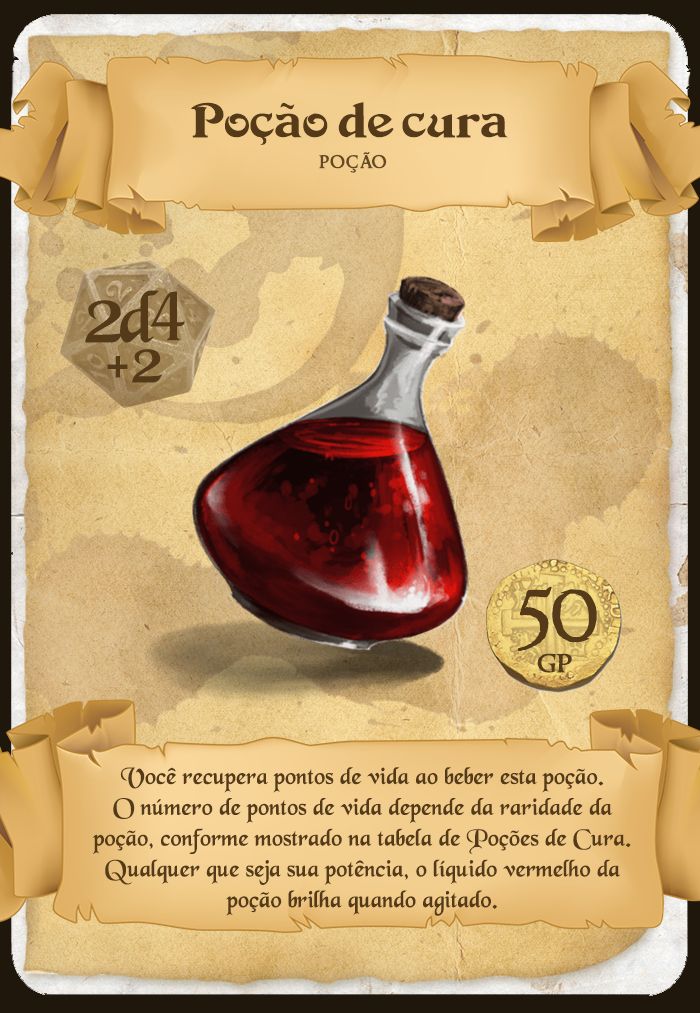 Poção de cura
POÇÃO
2d4
+2
50
GP
Você recupera pontos de vida ao beber esta poção.
O número de pontos de vida depende da raridade da
poção, conforme mostrado na tabela de Poções de Cura.
Qualquer que seja sua potência, o líquido vermelho da
poção brilha quando agitado.